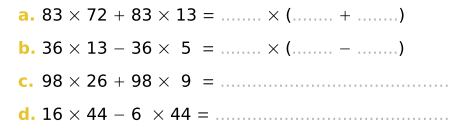 a. 83 × 72 + 83 × 13 = ........ × (........ + ........)
b. 36 × 13 − 36 × 5 = ........ × (........ − ........)
c. 98 × 26 + 98 × 9 = .............................................
d. 16 × 44 − 6 × 44 = ..............................................